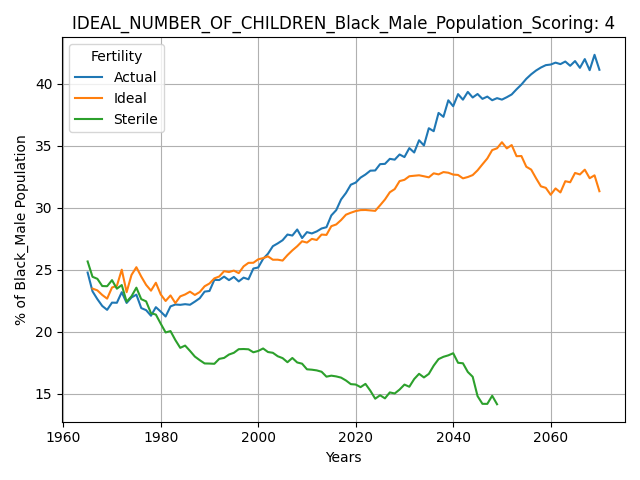 IDEAL_NUMBER_OF_CHILDREN_Black_Male_Population_Scoring: 4
Fertility
Actual
Ideal
Sterile
% of Black_Male Population
40
35
30
25
20
15
1960
1980
2000
2020
2040
2060
Years